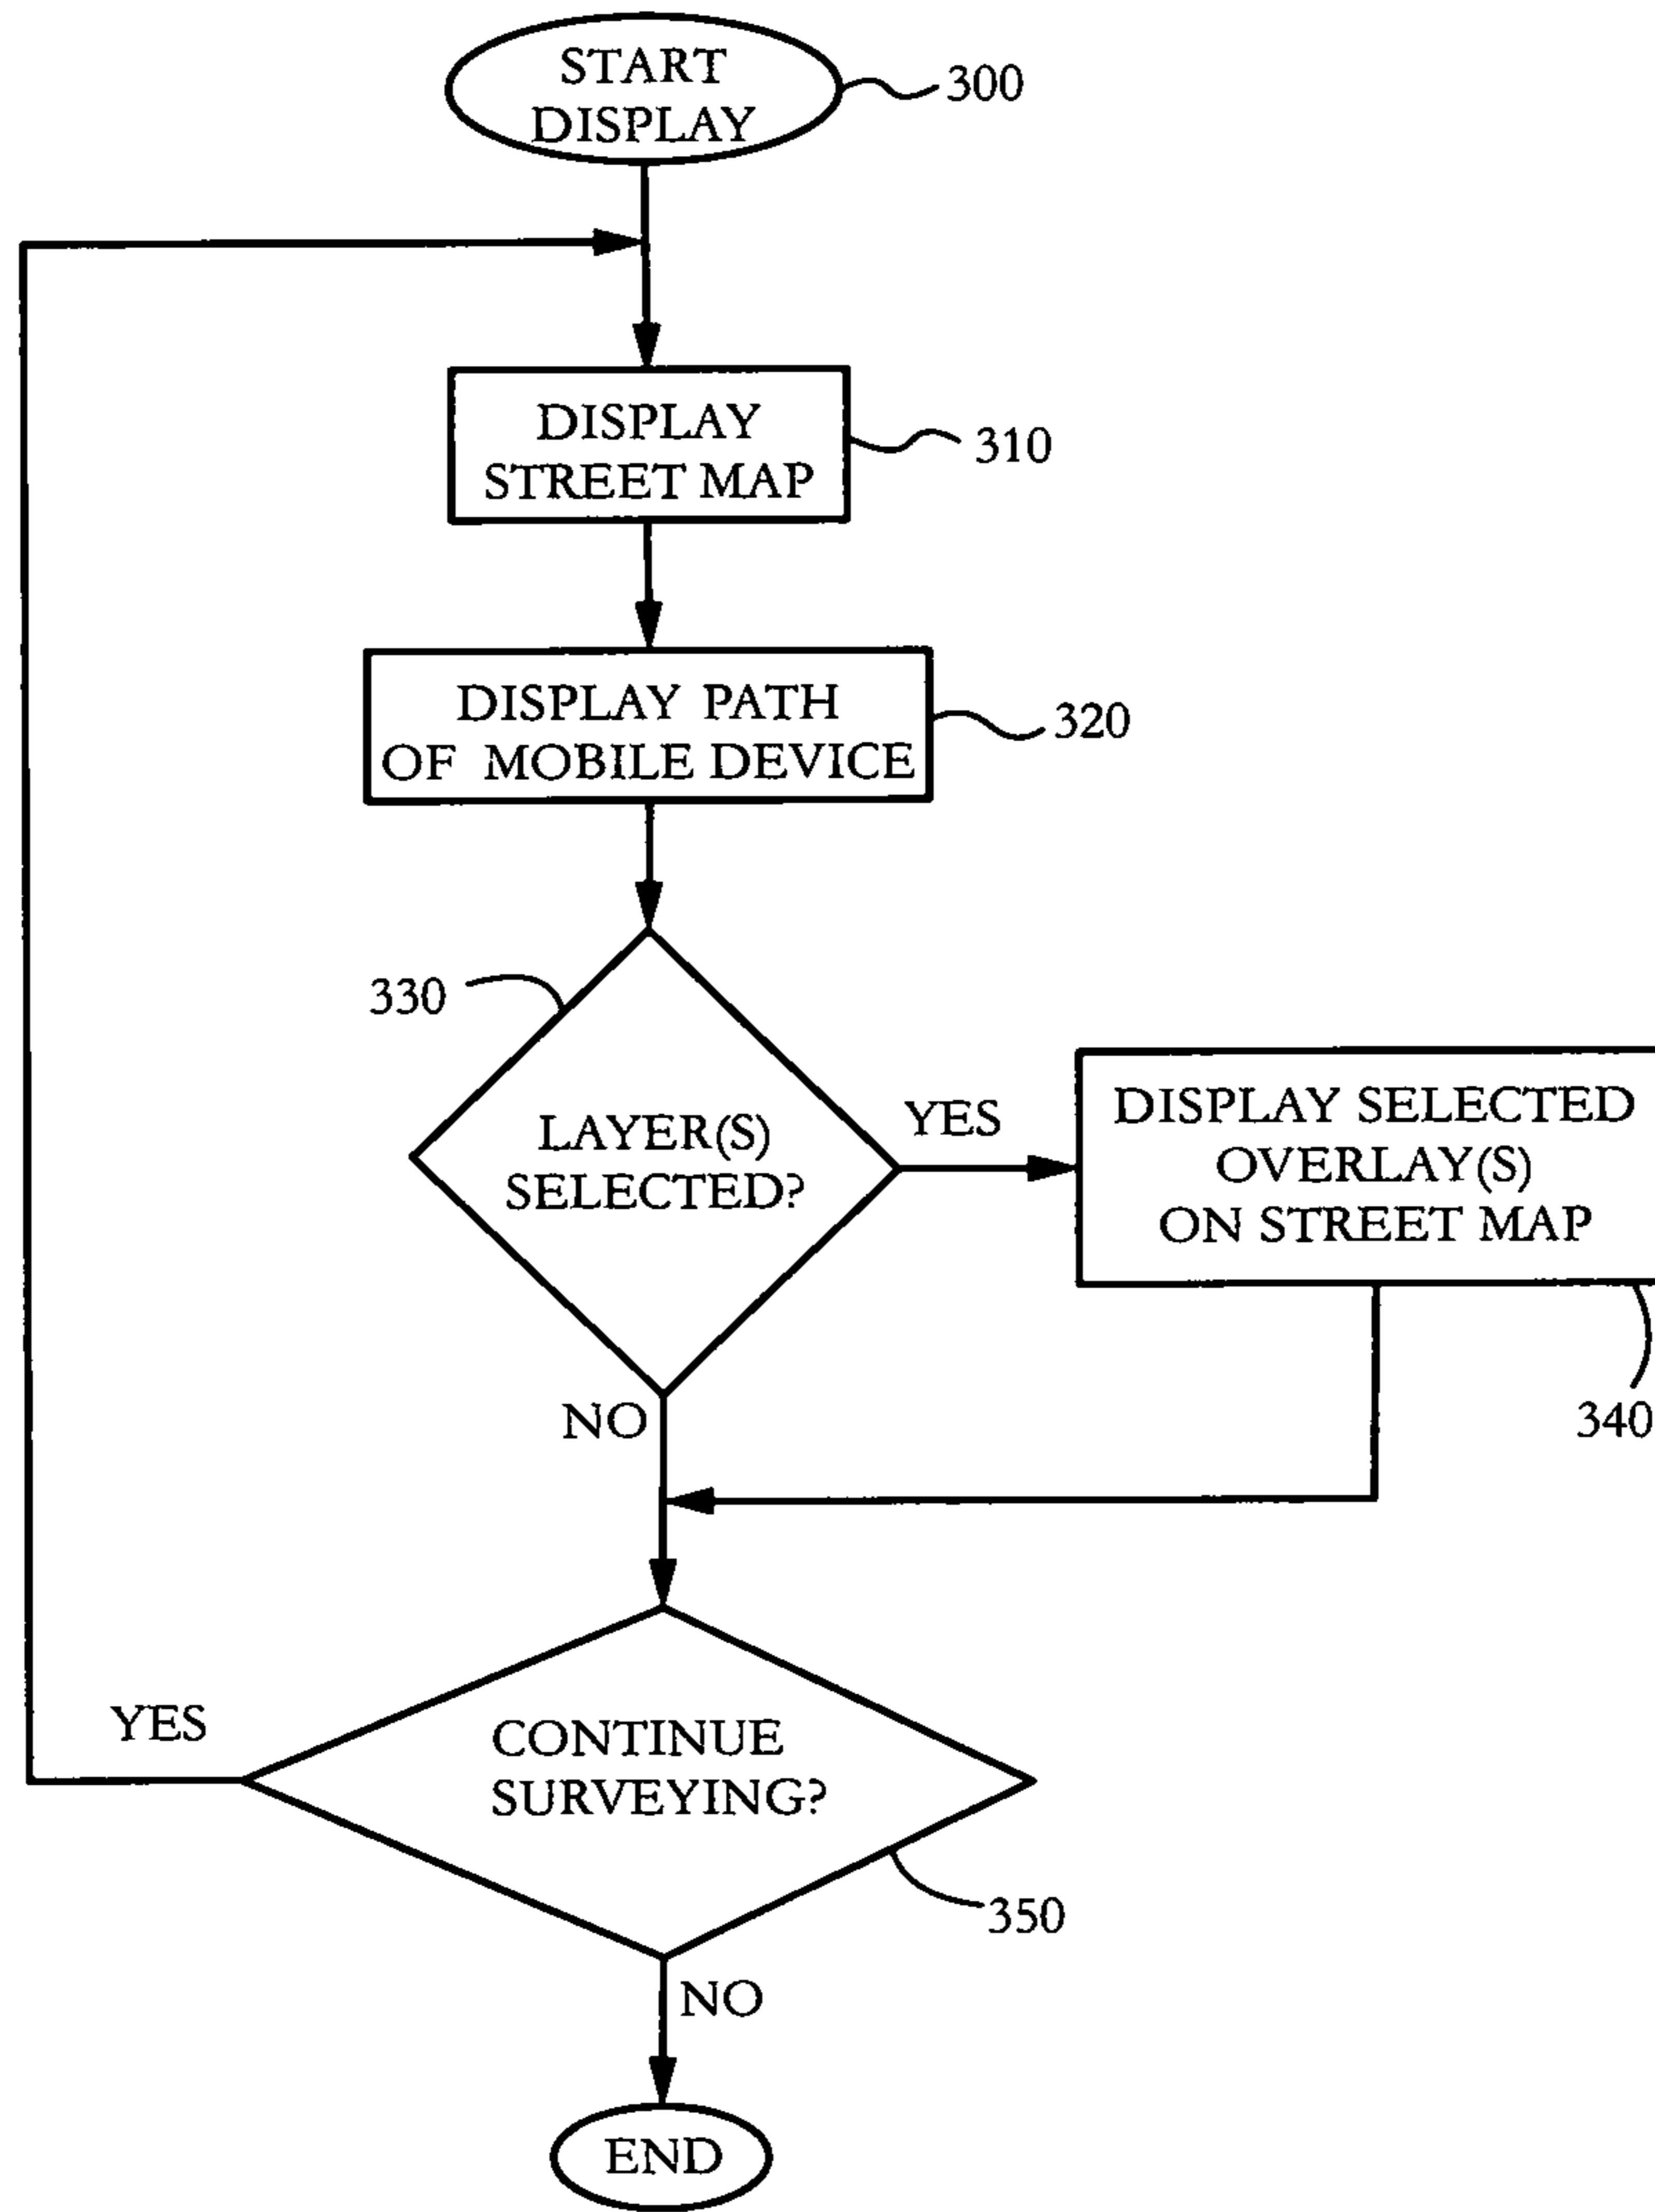 START
DISPLAY
300
DISPLAY
STREET MAP
310
DISPLAY PATH
OF MOBILE DEVICE
320
330
LAYER(S)
SELECTED?
YES
DISPLAY SELECTED
OVERLAY(S)
ON STREET MAP
340
NO
YES
CONTINUE
SURVEYING?
350
NO
END